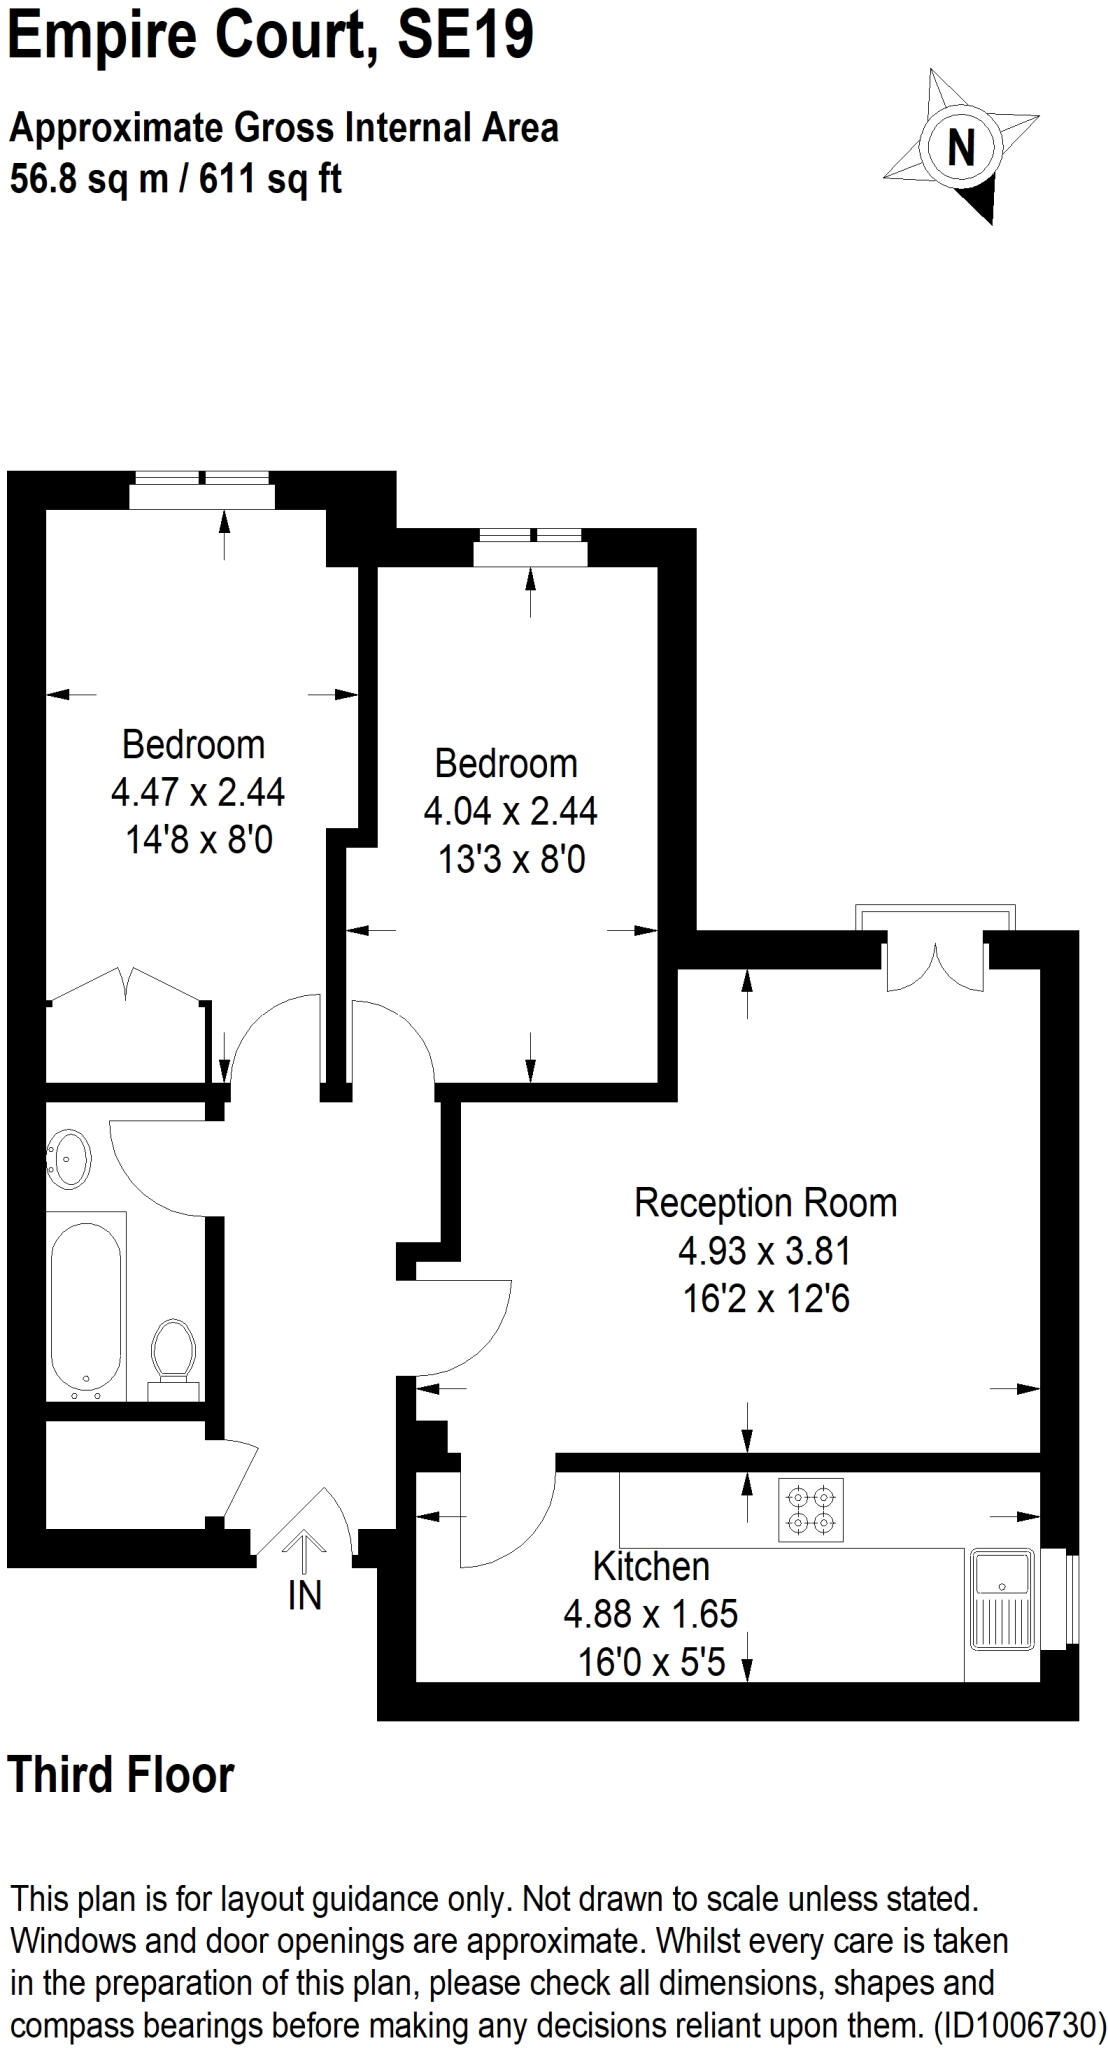 Empire Court, SE19
Approximate Gross Internal Area
56.8 sq m / 611 sq ft
N
Bedroom
4.47 x 2.44
14'8 x 8'0
Bedroom
4.04 x 2.44
13'3 x 8'0
Reception Room
4.93 x 3.81
16'2 x 12'6
Kitchen
4.88 x 1.65
16'0 x 5'5
IN
Third Floor
This plan is for layout guidance only. Not drawn to scale unless stated.
Windows and door openings are approximate. Whilst every care is taken
in the preparation of this plan, please check all dimensions, shapes and
compass bearings before making any decisions reliant upon them. (ID1006730)